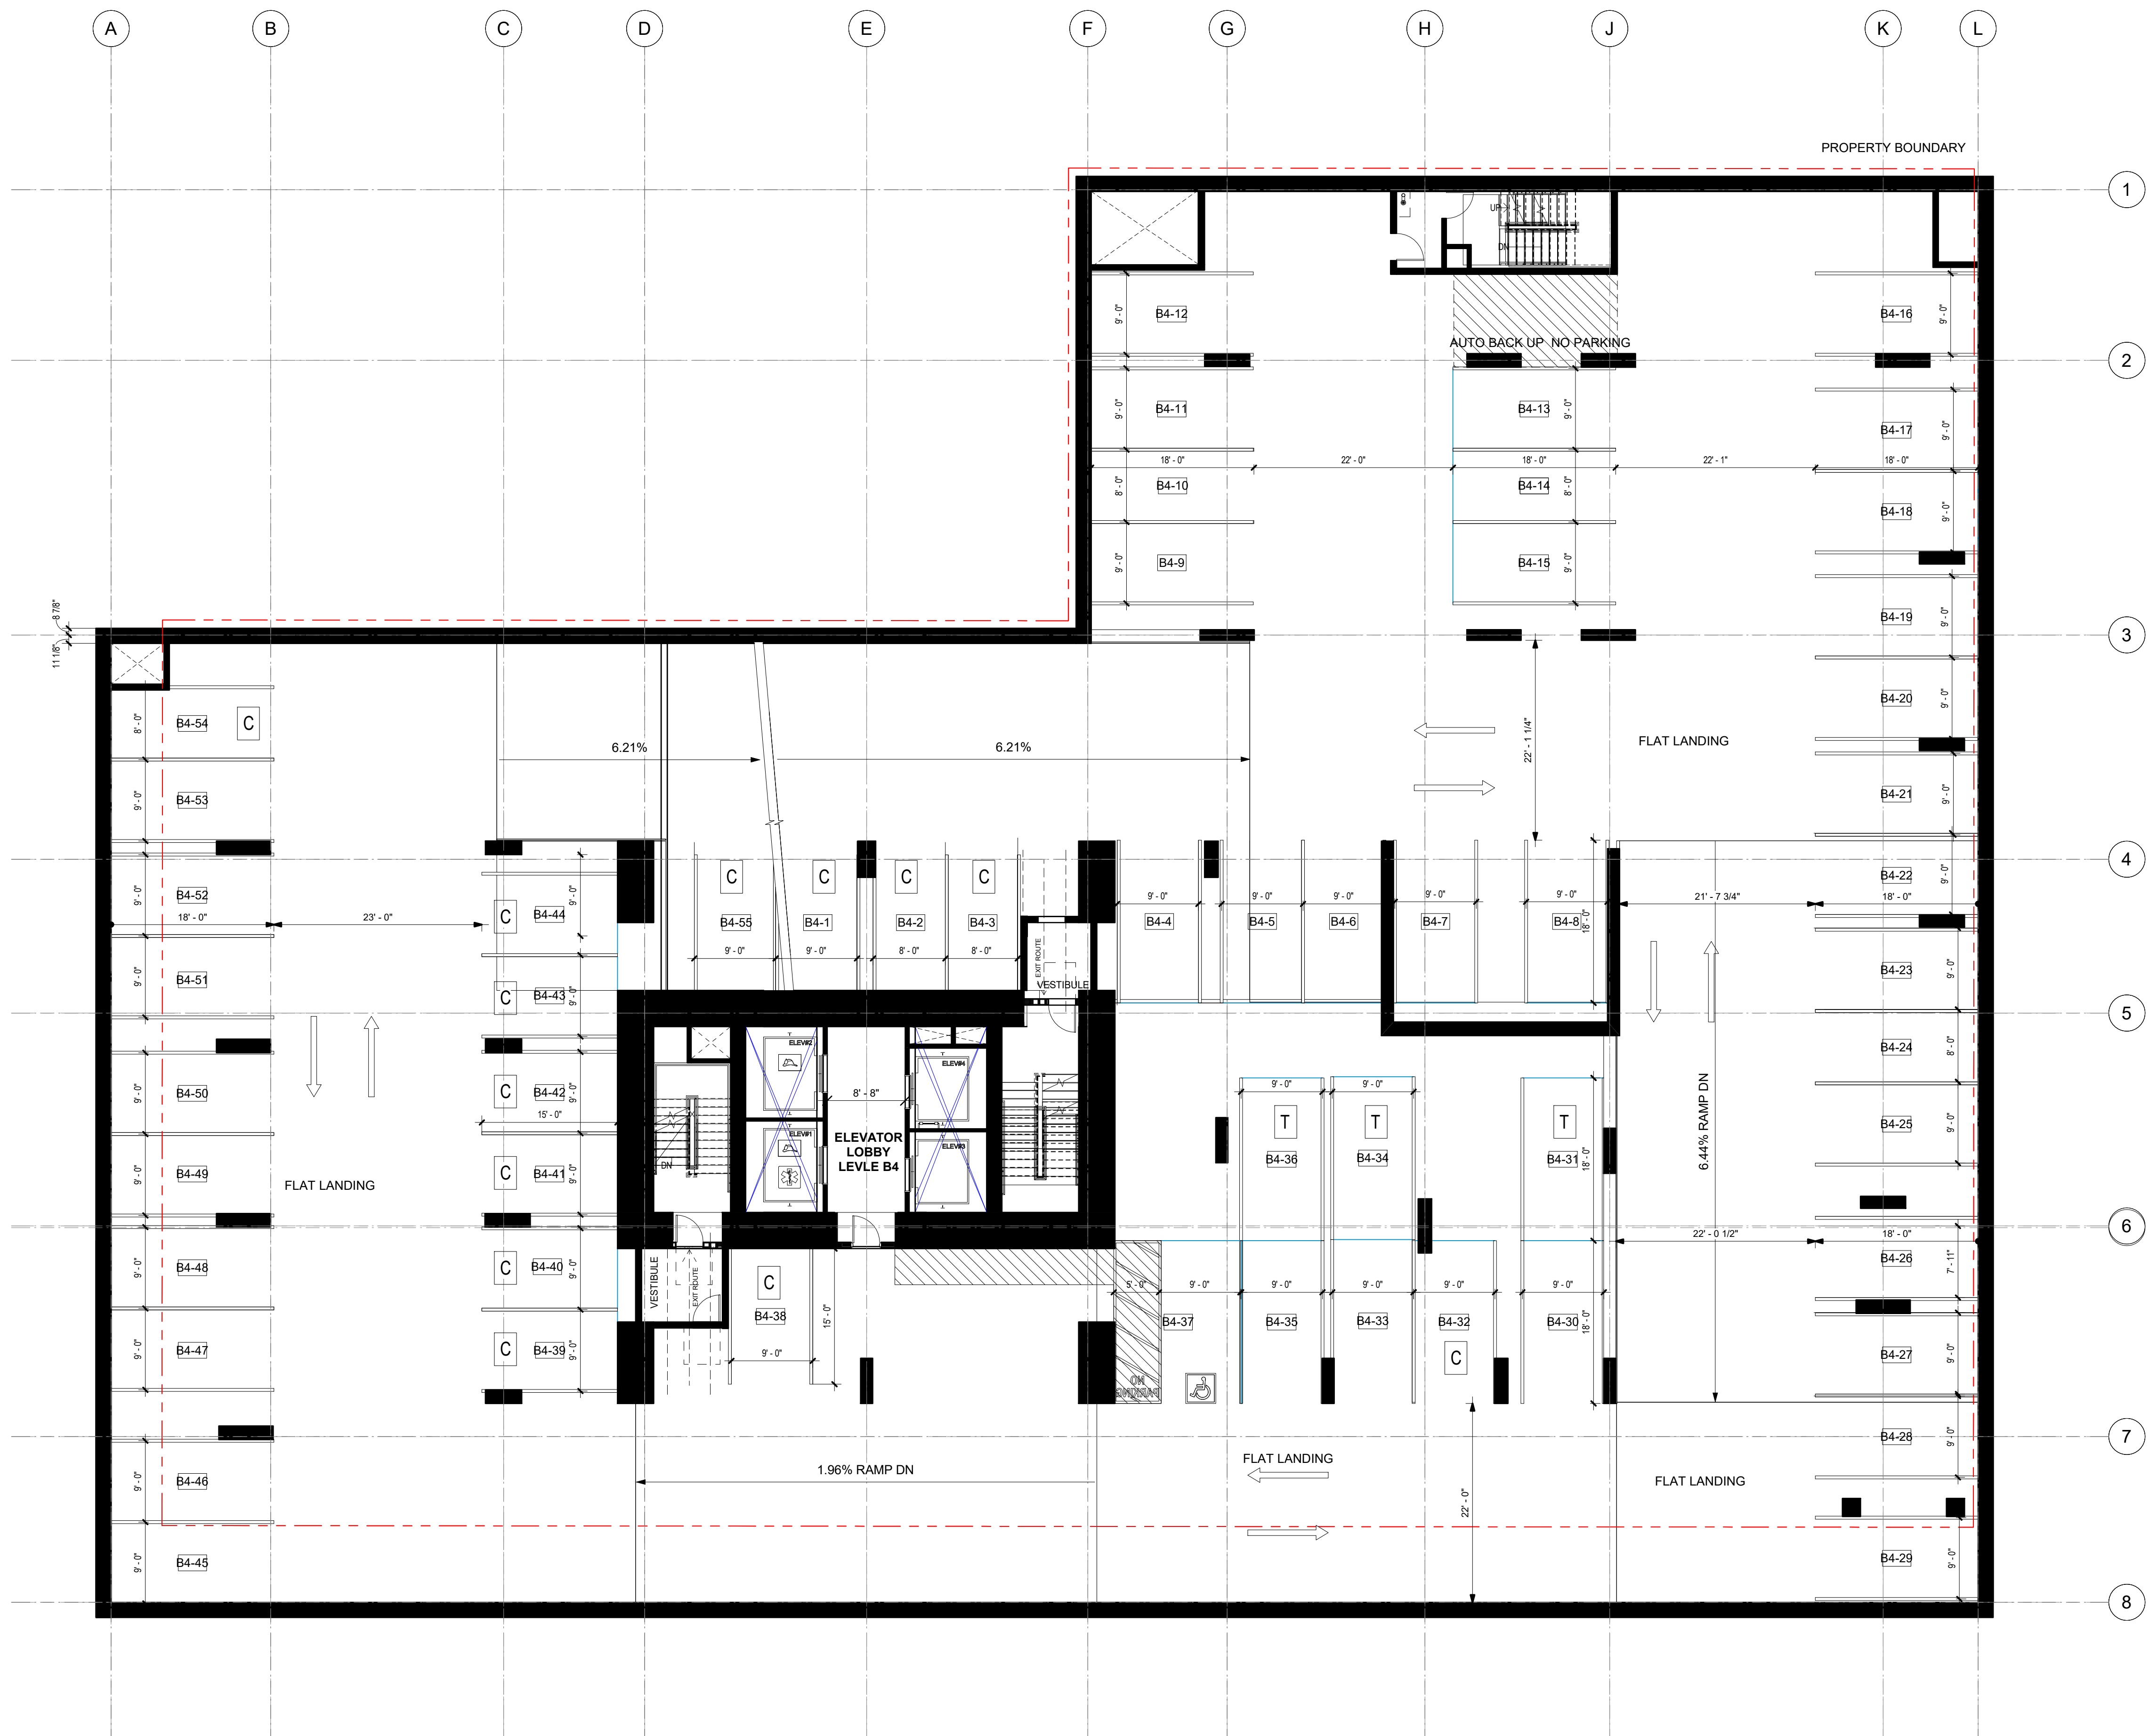 A B C D E F G H J K L
PROPERTY BOUNDARY
1
UP
DN
B4-12
9' - 0"
B4-16
9' - 0"
AUTO BACK UP NO PARKING
2
B4-11
9' - 0"
B4-13
9' - 0"
B4-17
9' - 0"
18' - 0"
22' - 0"
18' - 0"
22' - 1"
18' - 0"
B4-10
8' - 0"
B4-14
8' - 0"
B4-18
9' - 0"
B4-9
9' - 0"
B4-15
9' - 0"
8 7/8"
11 1/8"
B4-19
9' - 0"
3
B4-20
9' - 0"
B4-54
C
8' - 0"
6.21%
6.21%
22' - 1 1/4"
FLAT LANDING
B4-53
9' - 0"
B4-21
9' - 0"
4
B4-52
9' - 0"
18' - 0"
23' - 0"
C
B4-44
9' - 0"
C
B4-55
9' - 0"
C
B4-1
9' - 0"
C
B4-2
8' - 0"
C
B4-3
8' - 0"
EXIT ROUTE
VESTIBULE
9' - 0"
B4-4
9' - 0"
B4-5
9' - 0"
B4-6
9' - 0"
B4-7
9' - 0"
B4-8
18' - 0"
B4-22
9' - 0"
21' - 7 3/4"
18' - 0"
B4-51
9' - 0"
C
B4-43
9' - 0"
B4-23
9' - 0"
5
B4-24
8' - 0"
B4-50
9' - 0"
C
B4-42
9' - 0"
15' - 0"
ELEV#2
ELEV#4
8' - 8"
ELEV#1
ELEV#3
ELEVATOR
LOBBY
LEVLE B4
DN
9' - 0"
T
B4-36
9' - 0"
T
B4-34
T
B4-31
18' - 0"
6.44% RAMP DN
B4-25
9' - 0"
B4-49
9' - 0"
FLAT LANDING
C
B4-41
9' - 0"
6
22' - 0 1/2"
18' - 0"
B4-48
9' - 0"
C
B4-40
9' - 0"
VESTIBULE
EXIT ROUTE
C
B4-38
15' - 0"
9' - 0"
5' - 0"
9' - 0"
B4-37
NO
PARKING
9' - 0"
B4-35
9' - 0"
B4-33
9' - 0"
B4-32
C
9' - 0"
B4-30
18' - 0"
B4-26
7' - 11"
B4-47
9' - 0"
C
B4-39
9' - 0"
B4-27
9' - 0"
B4-28
9' - 0"
7
B4-46
9' - 0"
1.96% RAMP DN
FLAT LANDING
22' - 0"
FLAT LANDING
B4-45
9' - 0"
B4-29
9' - 0"
8